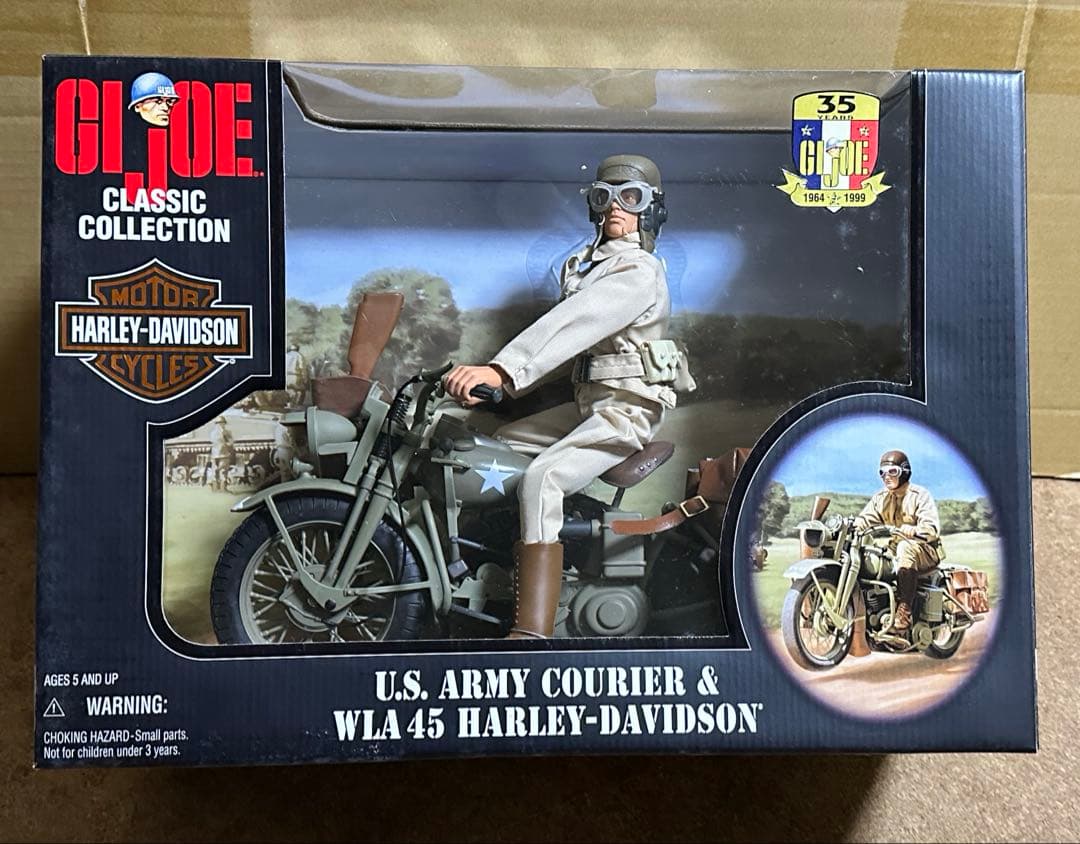 GI JOE
CLASSIC
COLLECTION
MOTOR
HARLEY-DAVIDSON
CYCLES
35
YEARS
GI JOE
1964 1999
AGES 5 AND UP
WARNING:
CHOKING HAZARD-Small parts.
Not for children under 3 years.
U.S. ARMY COURIER &
WLA 45 HARLEY-DAVIDSON